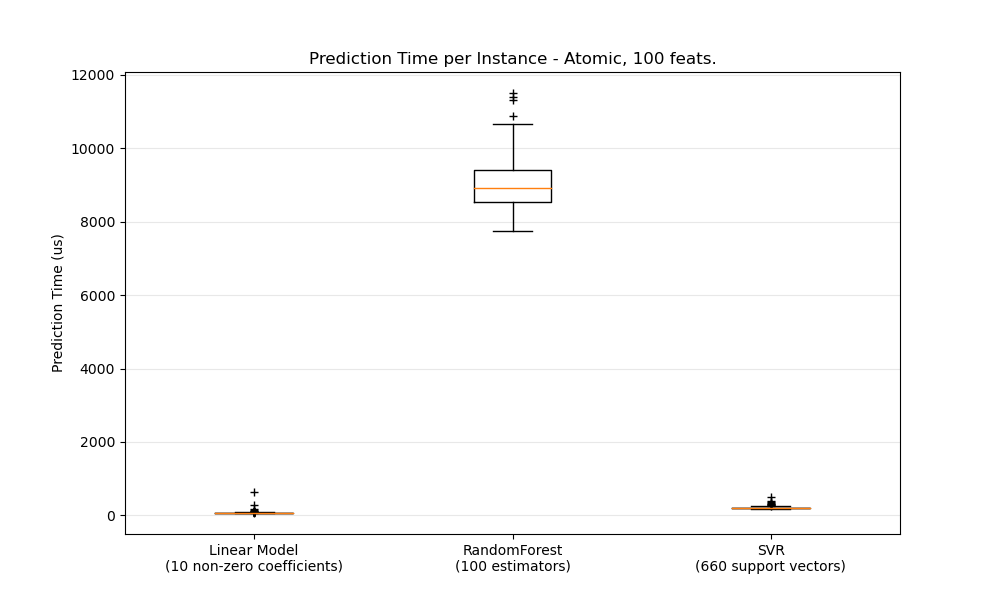 Prediction Time per Instance - Atomic, 100 feats.
12000
10000
8000
6000
4000
2000
0
Prediction Time (us)
Linear Model
(10 non-zero coefficients)
RandomForest
(100 estimators)
SVR
(660 support vectors)